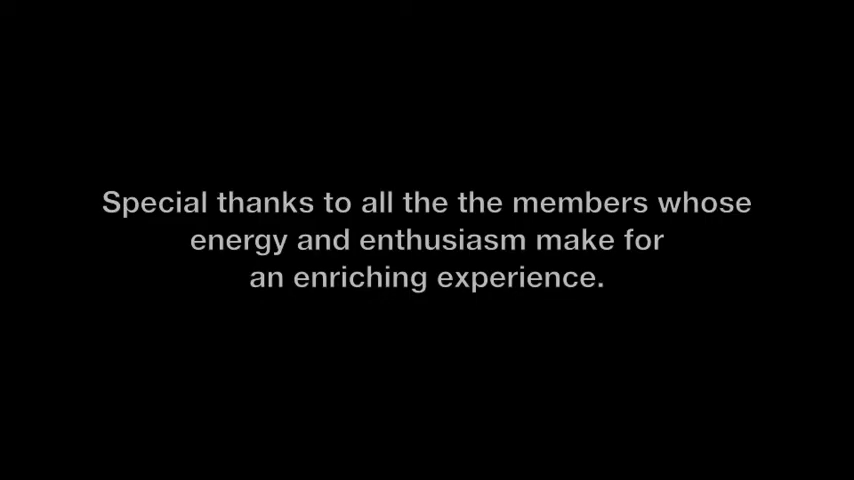 Special thanks to all the the members whose
energy and enthusiasm make for
an enriching experience.